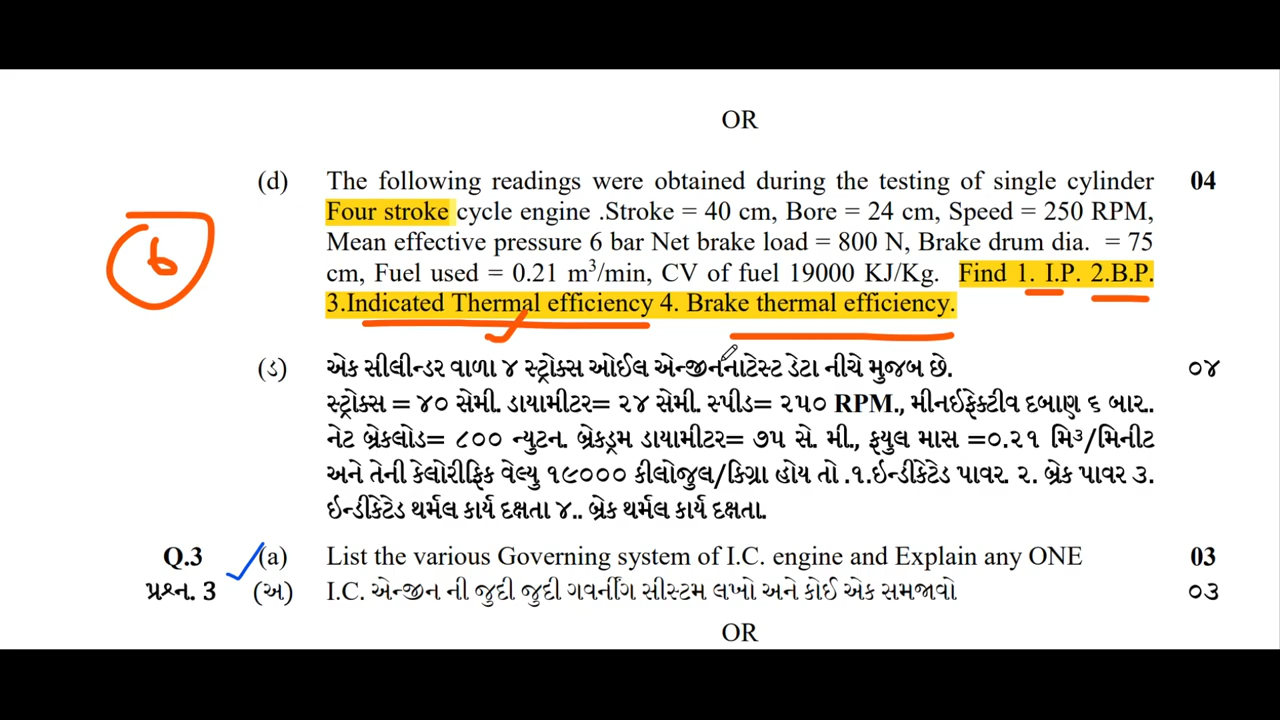 OR
(d) The following readings were obtained during the testing of single cylinder 04
Four stroke cycle engine .Stroke = 40 cm, Bore = 24 cm, Speed = 250 RPM,
6 Mean effective pressure 6 bar Net brake load = 800 N, Brake drum dia. = 75
cm, Fuel used = 0.21 m³/min, CV of fuel 19000 KJ/Kg. Find 1. I.P. 2.B.P.
3.Indicated Thermal efficiency 4. Brake thermal efficiency.
(ડ) એક સીલીન્ડર વાળા ૪ સ્ટ્રોક્સ ઓઈલ એન્જીનનાટેસ્ટ ડેટા નીચે મુજબ છે. ૦૪
સ્ટ્રોક્સ = ૪૦ સેમી. ડાયામીટર= ૨૪ સેમી. સ્પીડ= ૨૫૦ RPM., મીનઈફેક્ટીવ દબાણ ૬ બાર..
નેટ બ્રેકલોડ= ૮૦૦ ન્યુટન. બ્રેકડ્રમ ડાયામીટર= ૭૫ સે. મી., ફયુલ માસ =૦.૨૧ મિ³/મિનીટ
અને તેની કેલોરીફિક વેલ્યુ ૧૯૦૦૦ કીલોજુલ/કિગ્રા હોય તો .૧.ઇન્ડીકેટેડ પાવર. ૨. બ્રેક પાવર ૩.
ઇન્ડીકેટેડ થર્મલ કાર્ય દક્ષતા ૪.. બ્રેક થર્મલ કાર્ય દક્ષતા.
Q.3 (a) List the various Governing system of I.C. engine and Explain any ONE 03
પ્રશ્ન. 3 (અ) I.C. એન્જીન ની જુદી જુદી ગવર્નીંગ સીસ્ટમ લખો અને કોઈ એક સમજાવો ૦૩
OR